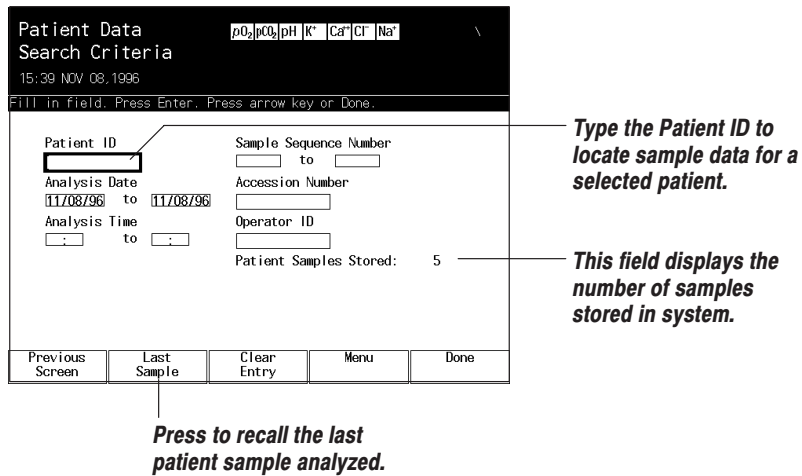 Patient Data
Search Criteria
15:39 NOV 08,1996
pO₂ pCO₂ pH K⁺ Ca⁺⁺ Cl⁻ Na⁺ \
Fill in field. Press Enter. Press arrow key or Done.
Patient ID
Sample Sequence Number
to
Analysis Date
11/08/96 to 11/08/96
Accession Number
Analysis Time
: to :
Operator ID
Patient Samples Stored: 5
Previous Screen
Last Sample
Clear Entry
Menu
Done
Type the Patient ID to
locate sample data for a
selected patient.
This field displays the
number of samples
stored in system.
Press to recall the last
patient sample analyzed.